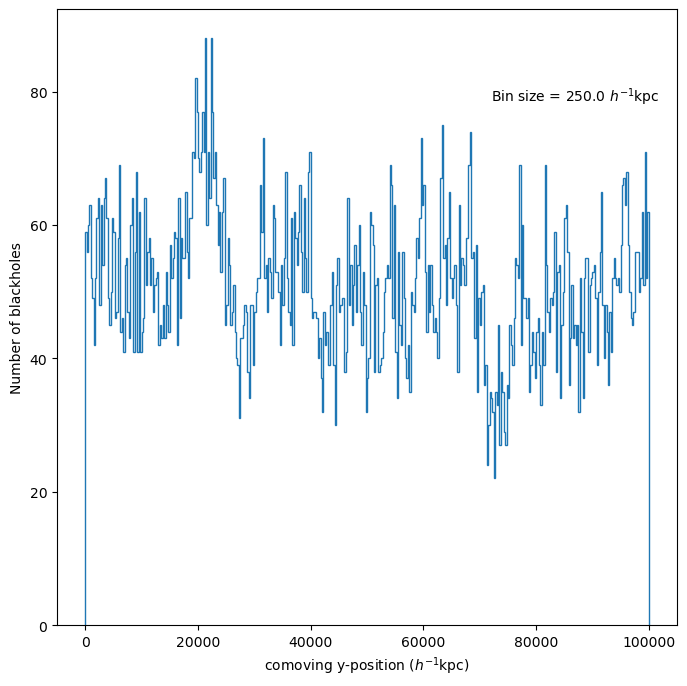 Bin size = 250.0 h⁻¹kpc
Number of blackholes
80
60
40
20
0
0 20000 40000 60000 80000 100000
comoving y-position (h⁻¹kpc)